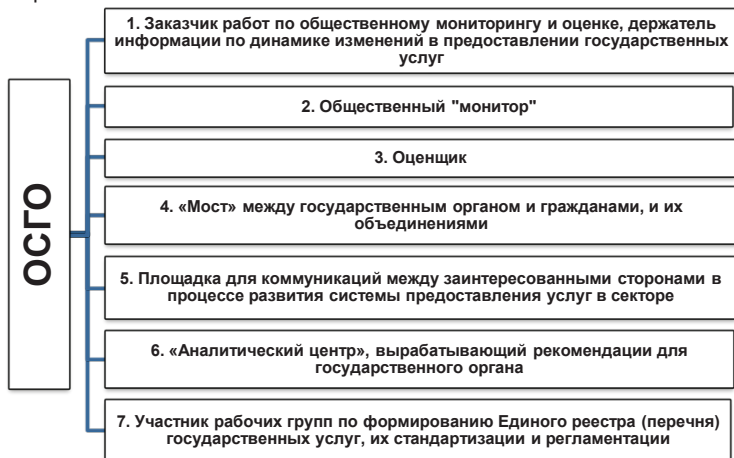 1. Заказчик работ по общественному мониторингу и оценке, держатель
информации по динамике изменений в предоставлении государственных
услуг
2. Общественный "монитор"
3. Оценщик
ОСГО
4. «Мост» между государственным органом и гражданами, и их
объединениями
5. Площадка для коммуникаций между заинтересованными сторонами в
процессе развития системы предоставления услуг в секторе
6. «Аналитический центр», вырабатывающий рекомендации для
государственного органа
7. Участник рабочих групп по формированию Единого реестра (перечня)
государственных услуг, их стандартизации и регламентации